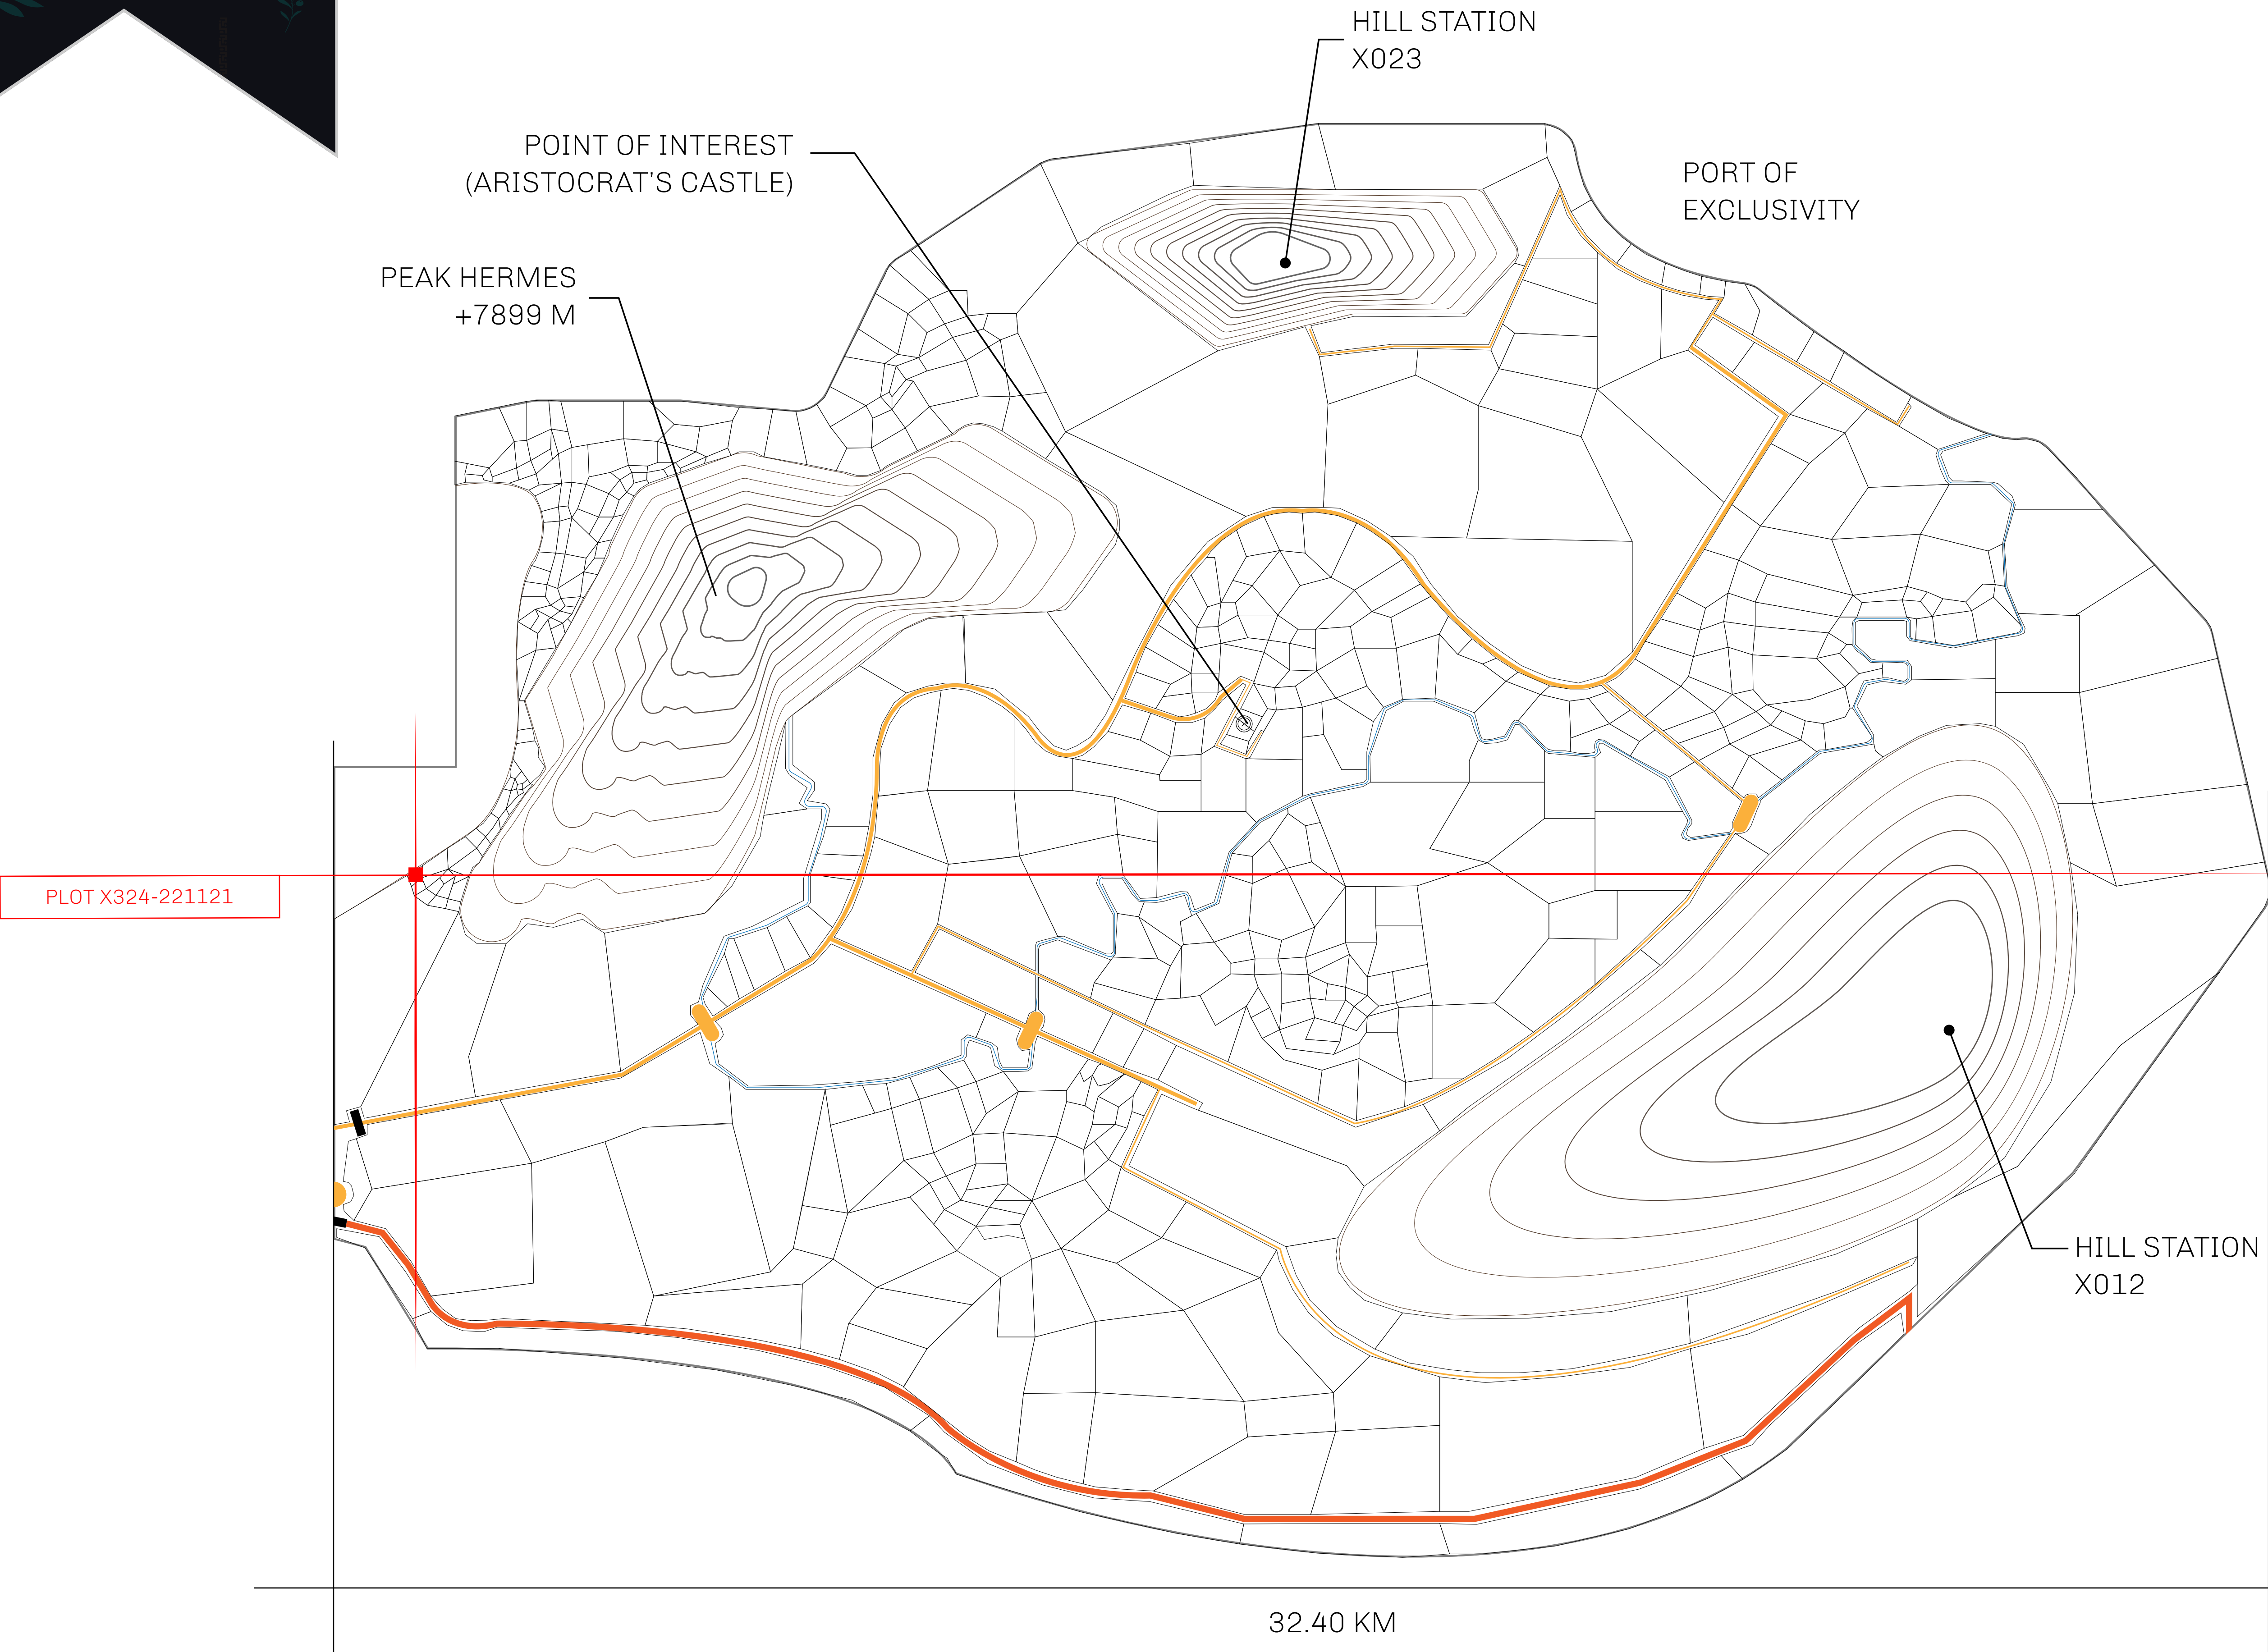 HILL STATION
X023
POINT OF INTEREST
(ARISTOCRAT'S CASTLE)
PORT OF
EXCLUSIVITY
PEAK HERMES
+7899 M
PLOT X324-221121
HILL STATION
X012
32.40 KM